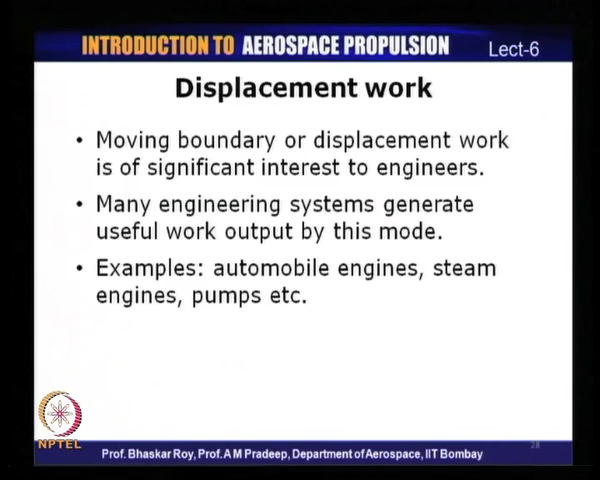 INTRODUCTION TO AEROSPACE PROPULSION Lect-6
Displacement work
• Moving boundary or displacement work
is of significant interest to engineers.
• Many engineering systems generate
useful work output by this mode.
• Examples: automobile engines, steam
engines, pumps etc.
NPTEL
Prof. Bhaskar Roy, Prof. A M Pradeep, Department of Aerospace, IIT Bombay
28